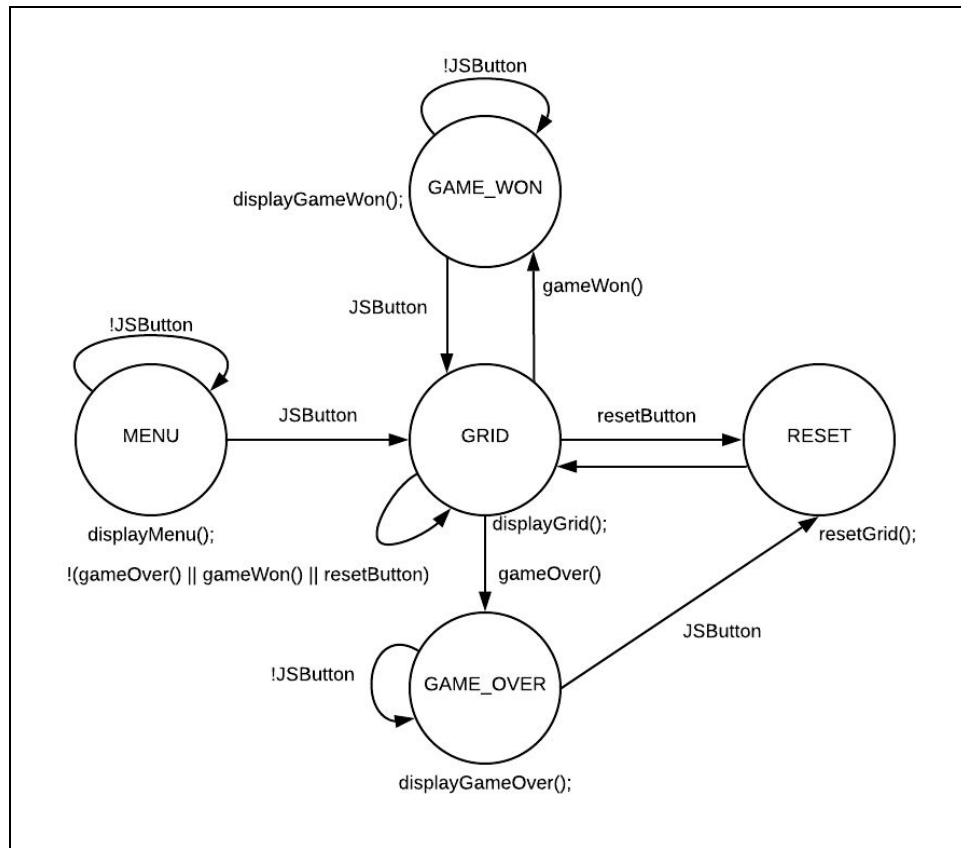 !JSButton
GAME_WON
displayGameWon();
gameWon()
JSButton
!JSButton
JSButton
resetButton
MENU
GRID
RESET
displayMenu();
displayGrid();
resetGrid();
!(gameOver() || gameWon() || resetButton)
gameOver()
JSButton
!JSButton
GAME_OVER
displayGameOver();